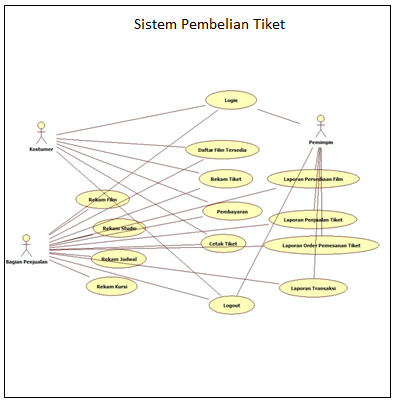 Sistem Pembelian Tiket
Login
Kostumer
Pemimpin
Daftar Film Tersedia
Rekam Tiket
Laporan Persediaan Film
Rekam Film
Pembayaran
Laporan Penjualan Tiket
Rekam Studio
Cetak Tiket
Laporan Order Pemesanan Tiket
Bagian Penjualan
Rekam Jadwal
Rekam Kursi
Laporan Transaksi
Logout